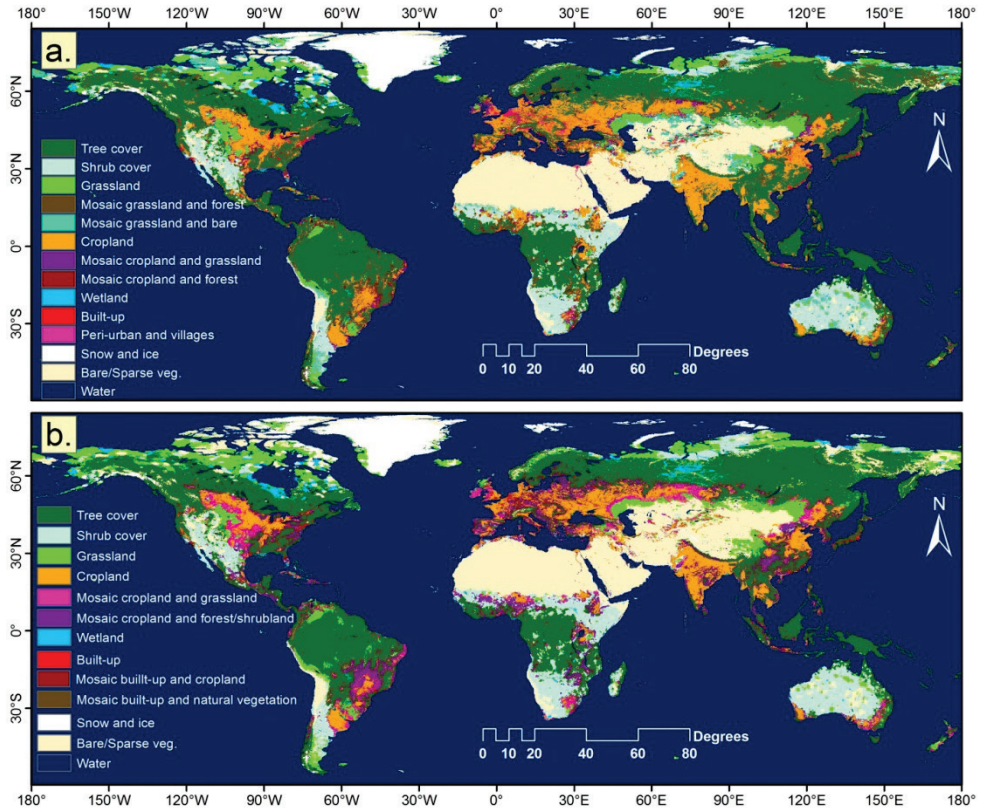 180° 150°W 120°W 90°W 60°W 30°W 0° 30°E 60°E 90°E 120°E 150°E 180°
a.
60°N
30°N
0°
30°S
N
Tree cover
Shrub cover
Grassland
Mosaic grassland and forest
Mosaic grassland and bare
Cropland
Mosaic cropland and grassland
Mosaic cropland and forest
Wetland
Built-up
Peri-urban and villages
Snow and ice
Bare/Sparse veg.
Water
Degrees
0 10 20 40 60 80
b.
60°N
30°N
0°
30°S
N
Tree cover
Shrub cover
Grassland
Cropland
Mosaic cropland and grassland
Mosaic cropland and forest/shrubland
Wetland
Built-up
Mosaic buillt-up and cropland
Mosaic built-up and natural vegetation
Snow and ice
Bare/Sparse veg.
Water
Degrees
0 10 20 40 60 80
180° 150°W 120°W 90°W 60°W 30°W 0° 30°E 60°E 90°E 120°E 150°E 180°